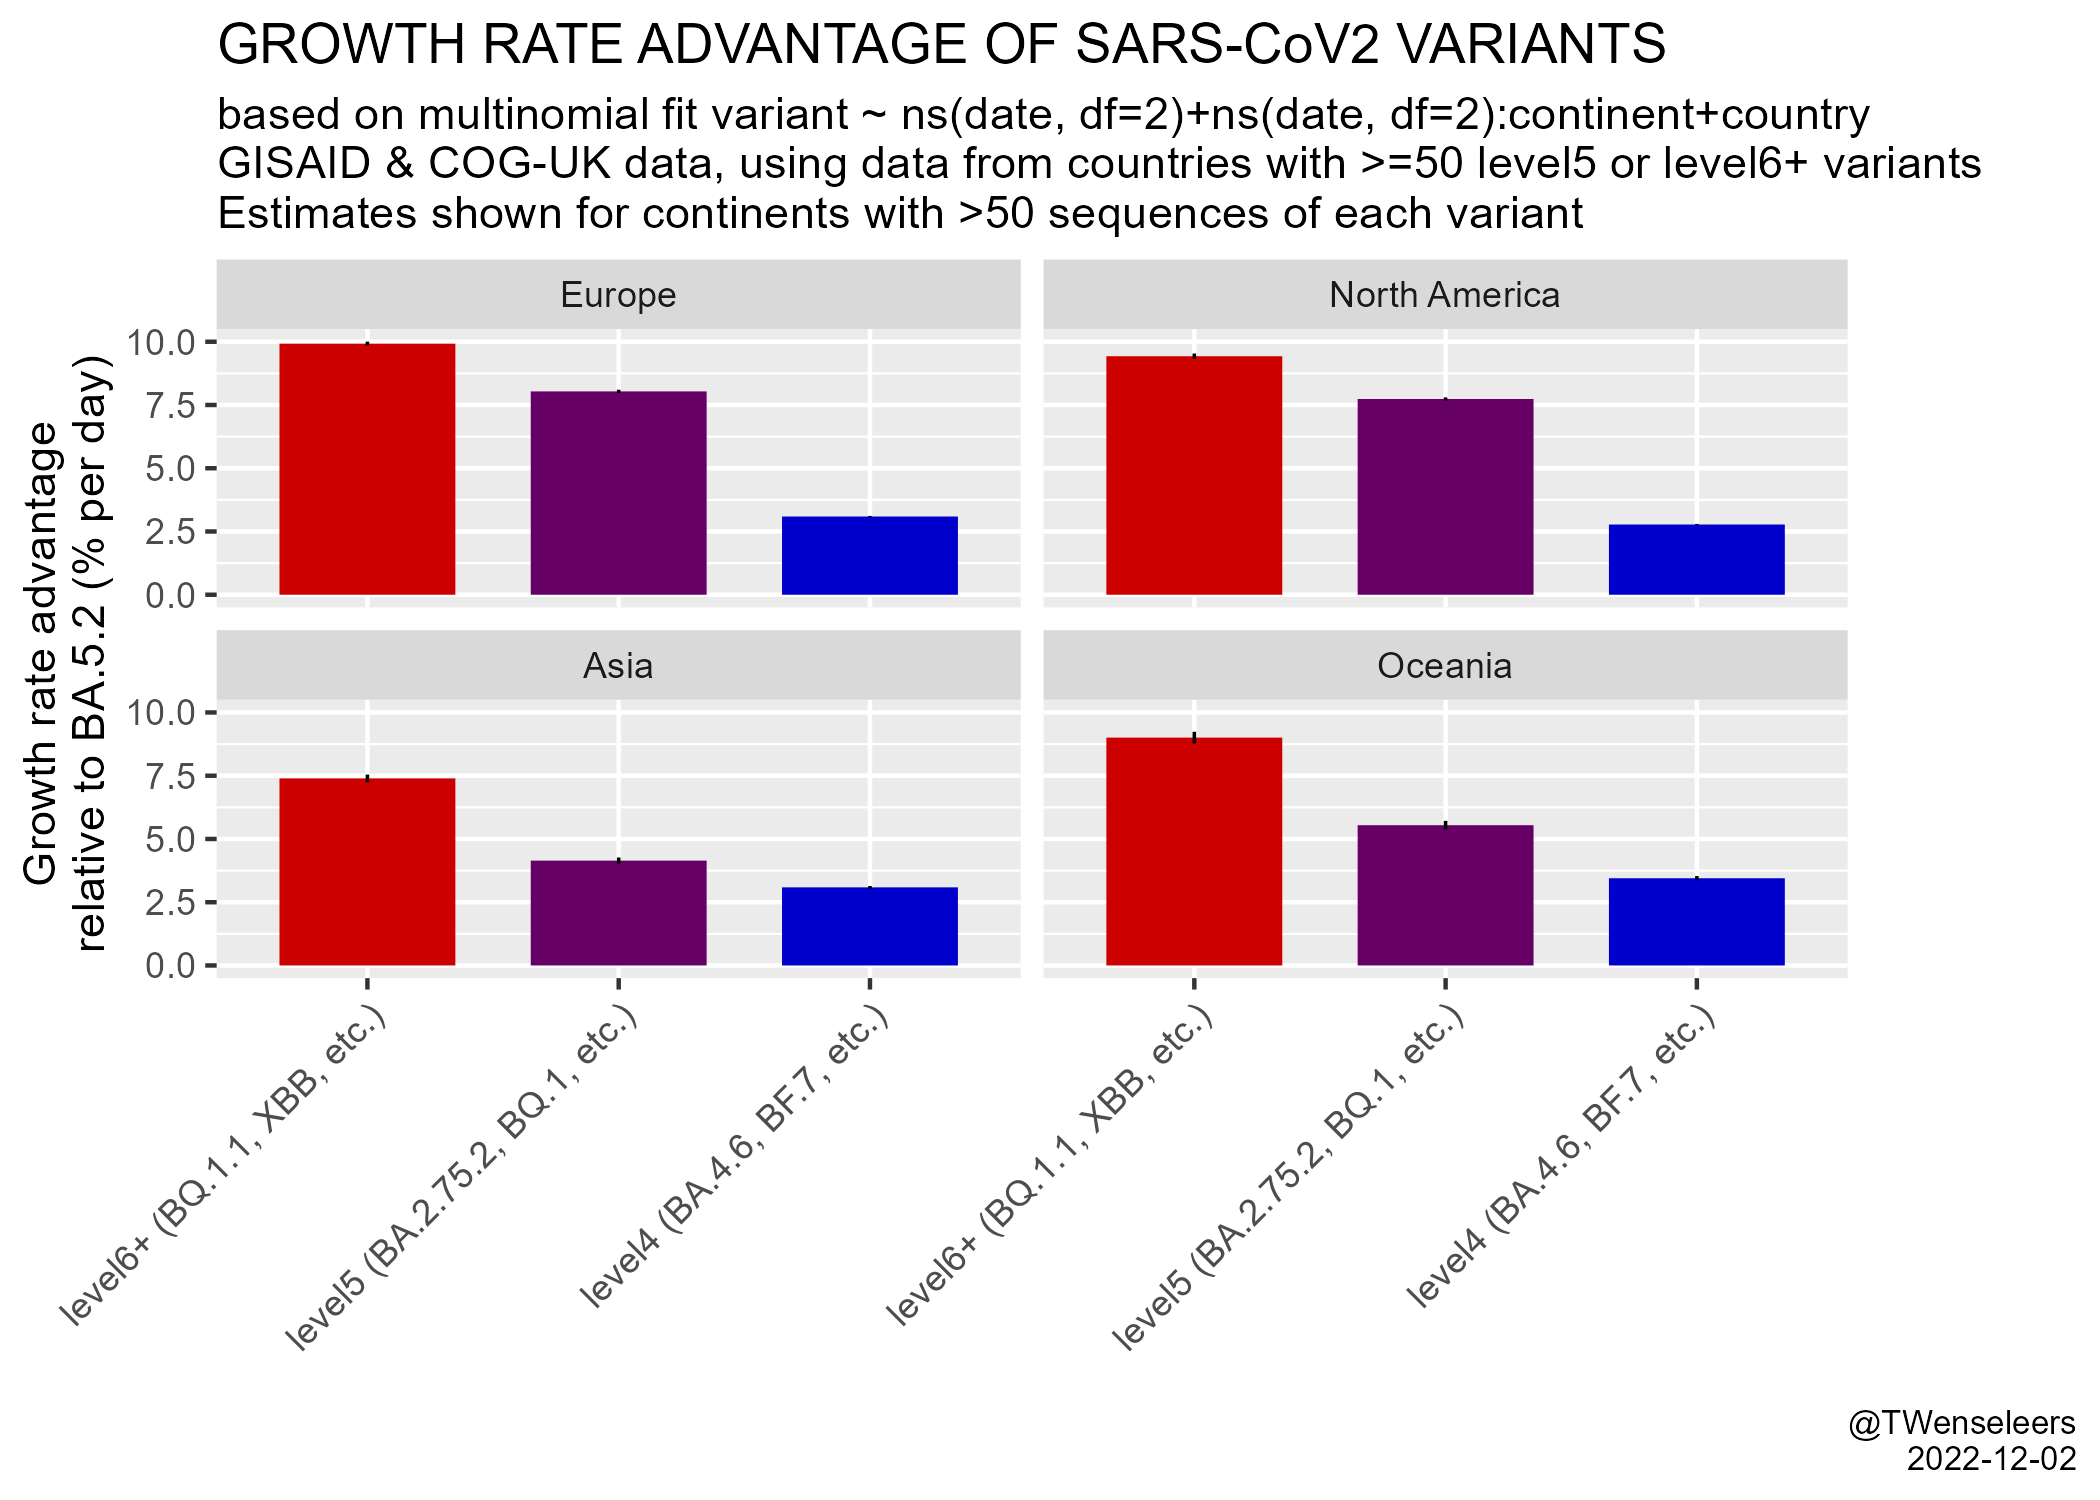 GROWTH RATE ADVANTAGE OF SARS-CoV2 VARIANTS
based on multinomial fit variant ~ ns(date, df=2)+ns(date, df=2):continent+country
GISAID & COG-UK data, using data from countries with >=50 level5 or level6+ variants
Estimates shown for continents with >50 sequences of each variant
Growth rate advantage
relative to BA.5.2 (% per day)
Europe
North America
10.0
7.5
5.0
2.5
0.0
Asia
Oceania
10.0
7.5
5.0
2.5
0.0
level6+ (BQ.1.1, XBB, etc.)
level5 (BA.2.75.2, BQ.1, etc.)
level4 (BA.4.6, BF.7, etc.)
level6+ (BQ.1.1, XBB, etc.)
level5 (BA.2.75.2, BQ.1, etc.)
level4 (BA.4.6, BF.7, etc.)
@TWenseleers
2022-12-02